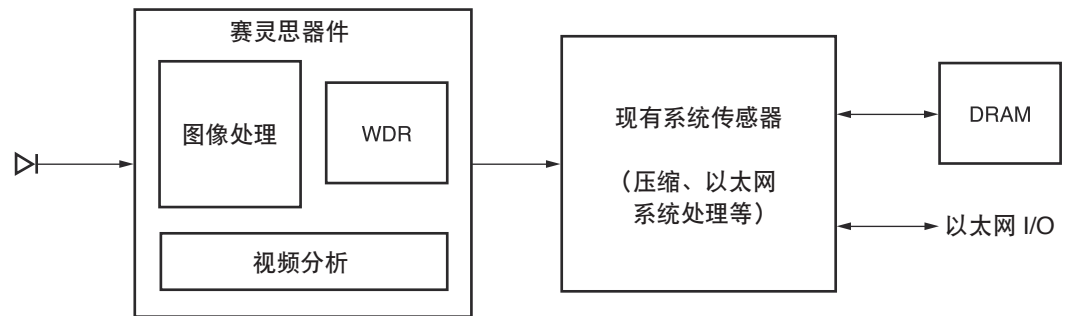 赛灵思器件
图像处理
WDR
视频分析
现有系统传感器
（压缩、以太网
系统处理等）
DRAM
以太网 I/O